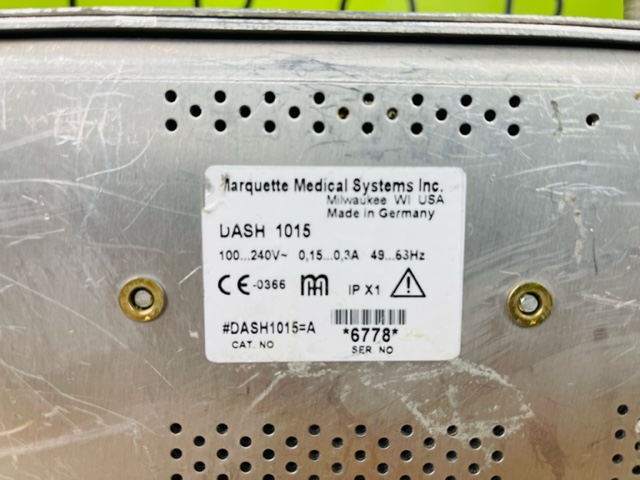 Marquette Medical Systems Inc.
Milwaukee WI USA
Made in Germany
DASH 1015
100...240V~ 0,15...0,3A 49...63Hz
CE-0366 IP X1
#DASH1015=A *6778*
CAT. NO SER. NO